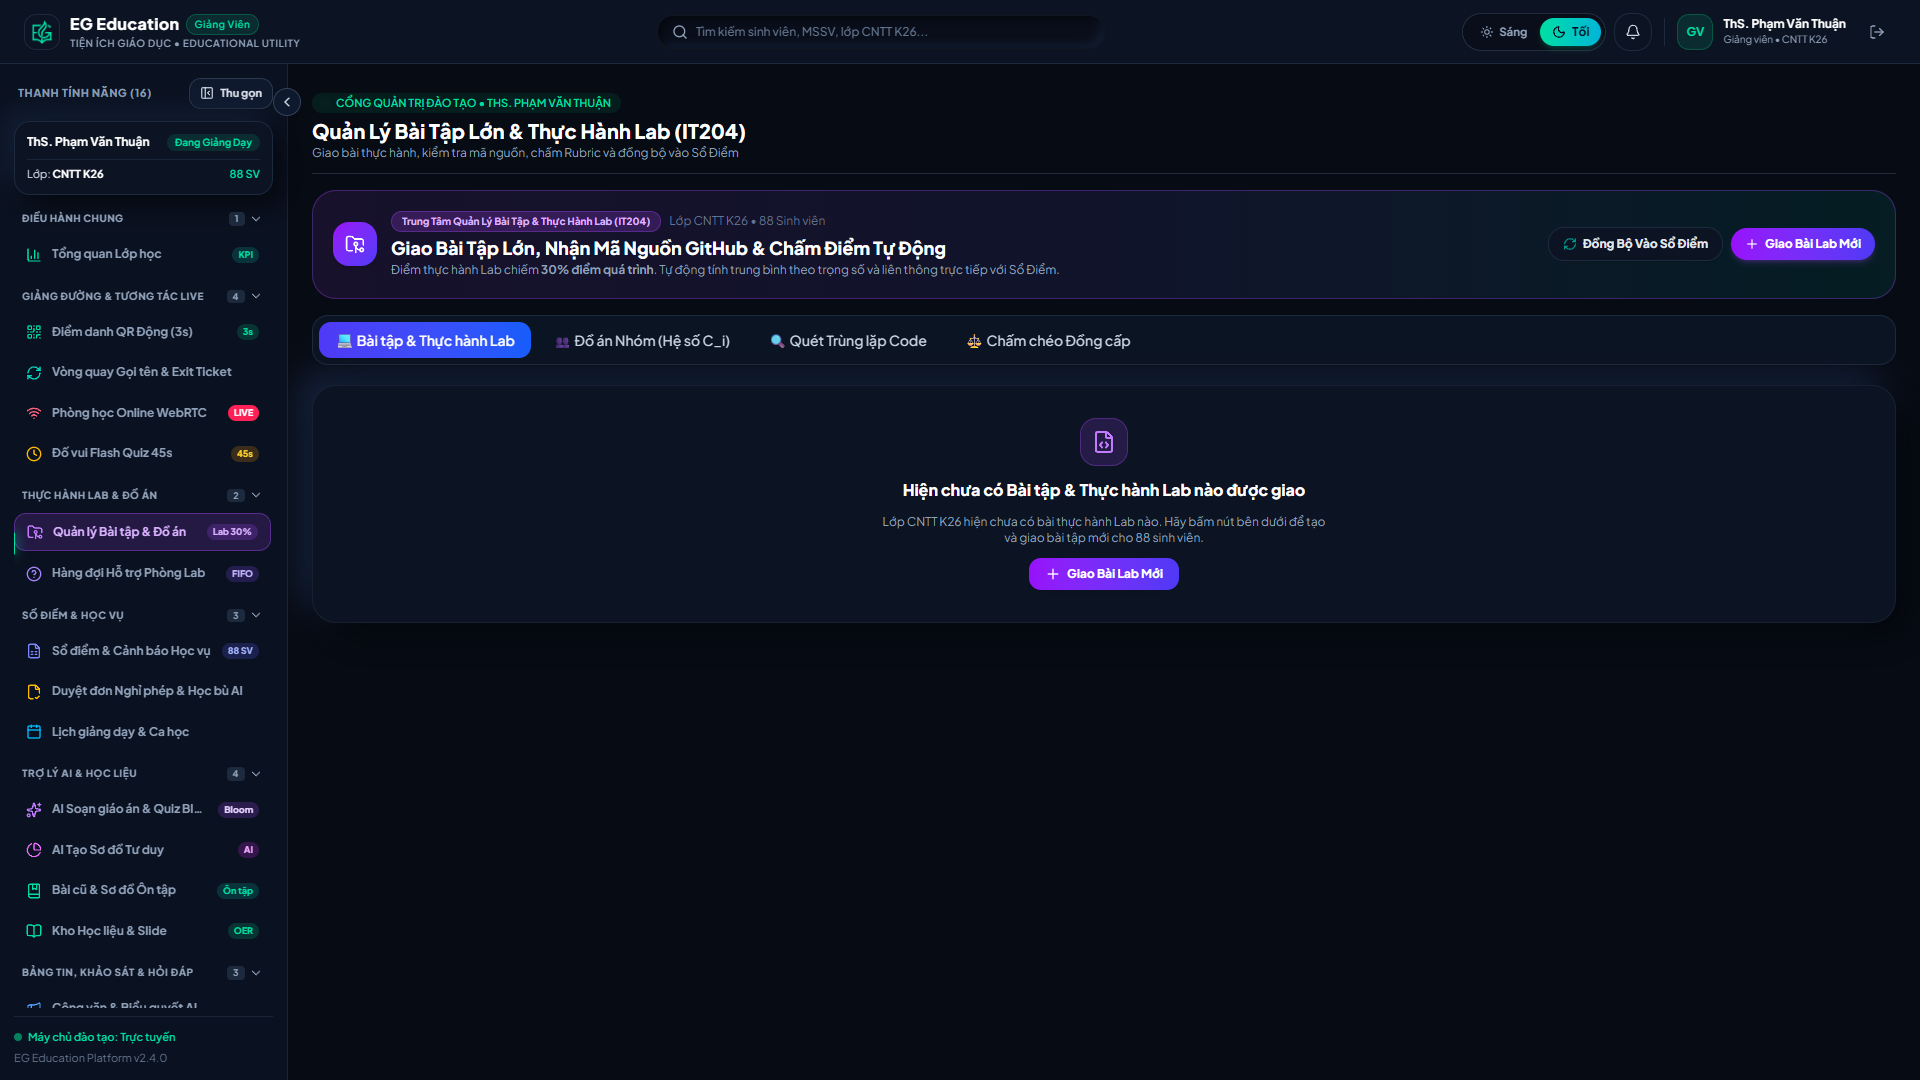 EG Education Giảng Viên
TIỆN ÍCH GIÁO DỤC • EDUCATIONAL UTILITY
Tìm kiếm sinh viên, MSSV, lớp CNTT K26...
Sáng
Tối
GV
ThS. Phạm Văn Thuận
Giảng viên • CNTT K26
THANH TÍNH NĂNG (16)
Thu gọn
ThS. Phạm Văn Thuận
Đang Giảng Dạy
Lớp: CNTT K26
88 SV
ĐIỀU HÀNH CHUNG 1
Tổng quan Lớp học KPI
GIẢNG ĐƯỜNG & TƯƠNG TÁC LIVE 4
Điểm danh QR Động (3s) 3s
Vòng quay Gọi tên & Exit Ticket
Phòng học Online WebRTC LIVE
Đố vui Flash Quiz 45s 45s
THỰC HÀNH LAB & ĐỒ ÁN 2
Quản lý Bài tập & Đồ án Lab 30%
Hàng đợi Hỗ trợ Phòng Lab FIFO
SỔ ĐIỂM & HỌC VỤ 3
Sổ điểm & Cảnh báo Học vụ 88 SV
Duyệt đơn Nghỉ phép & Học bù AI
Lịch giảng dạy & Ca học
TRỢ LÝ AI & HỌC LIỆU 4
AI Soạn giáo án & Quiz Bl... Bloom
AI Tạo Sơ đồ Tư duy AI
Bài cũ & Sơ đồ Ôn tập Ôn tập
Kho Học liệu & Slide OER
BẢNG TIN, KHẢO SÁT & HỎI ĐÁP 3
Công văn & Biểu quyết AI
Máy chủ đào tạo: Trực tuyến
EG Education Platform v2.4.0
CỔNG QUẢN TRỊ ĐÀO TẠO • THS. PHẠM VĂN THUẬN
Quản Lý Bài Tập Lớn & Thực Hành Lab (IT204)
Giao bài thực hành, kiểm tra mã nguồn, chấm Rubric và đồng bộ vào Sổ Điểm
Trung Tâm Quản Lý Bài Tập & Thực Hành Lab (IT204) Lớp CNTT K26 • 88 Sinh viên
Giao Bài Tập Lớn, Nhận Mã Nguồn GitHub & Chấm Điểm Tự Động
Điểm thực hành Lab chiếm 30% điểm quá trình. Tự động tính trung bình theo trọng số và liên thông trực tiếp với Sổ Điểm.
Đồng Bộ Vào Sổ Điểm
Giao Bài Lab Mới
Bài tập & Thực hành Lab
Đồ án Nhóm (Hệ số C_i)
Quét Trùng lặp Code
Chấm chéo Đồng cấp
Hiện chưa có Bài tập & Thực hành Lab nào được giao
Lớp CNTT K26 hiện chưa có bài thực hành Lab nào. Hãy bấm nút bên dưới để tạo
và giao bài tập mới cho 88 sinh viên.
Giao Bài Lab Mới